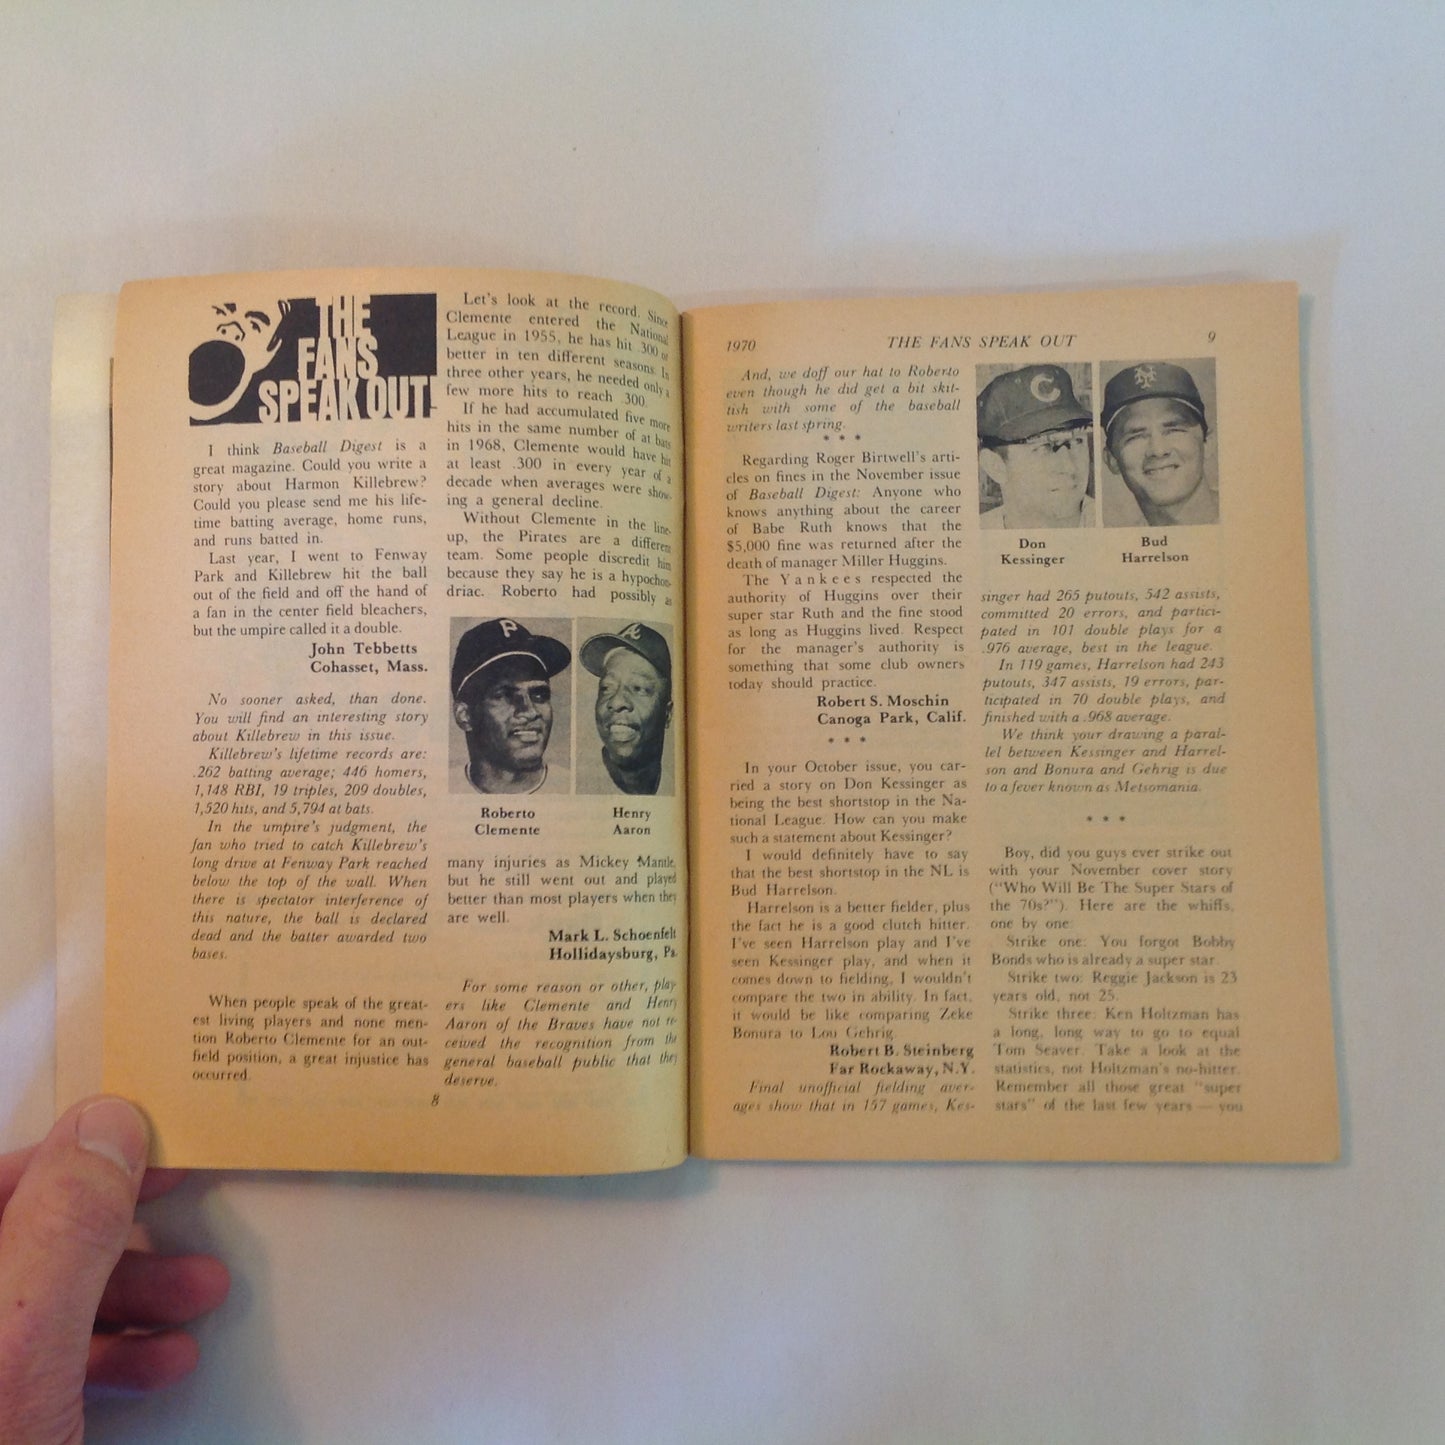 THE
FANS
SPEAK OUT
I think Baseball Digest is a
great magazine. Could you write a
story about Harmon Killebrew?
Could you please send me his life-
time batting average, home runs,
and runs batted in.
Last year, I went to Fenway
Park and Killebrew hit the ball
out of the field and off the hand of
a fan in the center field bleachers,
but the umpire called it a double.
John Tebbetts
Cohasset, Mass.
No sooner asked, than done.
You will find an interesting story
about Killebrew in this issue.
Killebrew's lifetime records are:
.262 batting average; 446 homers,
1,148 RBI, 19 triples, 209 doubles,
1,520 hits, and 5,794 at bats.
In the umpire's judgment, the
fan who tried to catch Killebrew's
long drive at Fenway Park reached
below the top of the wall. When
there is spectator interference of
this nature, the ball is declared
dead and the batter awarded two
bases.
When people speak of the great-
est living players and none men-
tion Roberto Clemente for an out-
field position, a great injustice has
occurred.
Let's look at the record. Since
Clemente entered the National
League in 1955, he has hit .300 or
better in ten different seasons. In
three other years, he needed only a
few more hits to reach .300.
If he had accumulated five more
hits in the same number of at bats
in 1968, Clemente would have hit
at least .300 in every year of a
decade when averages were show-
ing a general decline.
Without Clemente in the line-
up, the Pirates are a different
team. Some people discredit him
because they say he is a hypochon-
driac. Roberto had possibly as
P
A
Roberto
Clemente
Henry
Aaron
many injuries as Mickey Mantle,
but he still went out and played
better than most players when they
are well.
Mark L. Schoenfelt
Hollidaysburg, Pa.
For some reason or other, play-
ers like Clemente and Henry
Aaron of the Braves have not re-
ceived the recognition from the
general baseball public that they
deserve.
8
1970
THE FANS SPEAK OUT
9
And, we doff our hat to Roberto
even though he did get a bit skit-
tish with some of the baseball
writers last spring.
* * *
Regarding Roger Birtwell's arti-
cles on fines in the November issue
of Baseball Digest: Anyone who
knows anything about the career
of Babe Ruth knows that the
$5,000 fine was returned after the
death of manager Miller Huggins.
The Yankees respected the
authority of Huggins over their
super star Ruth and the fine stood
as long as Huggins lived. Respect
for the manager's authority is
something that some club owners
today should practice.
Robert S. Moschin
Canoga Park, Calif.
* * *
In your October issue, you car-
ried a story on Don Kessinger as
being the best shortstop in the Na-
tional League. How can you make
such a statement about Kessinger?
I would definitely have to say
that the best shortstop in the NL is
Bud Harrelson.
Harrelson is a better fielder, plus
the fact he is a good clutch hitter.
I've seen Harrelson play and I've
seen Kessinger play, and when it
comes down to fielding, I wouldn't
compare the two in ability. In fact,
it would be like comparing Zeke
Bonura to Lou Gehrig.
Robert B. Steinberg
Far Rockaway, N.Y.
Final unofficial fielding aver-
ages show that in 157 games, Kes-
C
NY
Don
Kessinger
Bud
Harrelson
singer had 265 putouts, 542 assists,
committed 20 errors, and partici-
pated in 101 double plays for a
.976 average, best in the league.
In 119 games, Harrelson had 243
putouts, 347 assists, 19 errors, par-
ticipated in 70 double plays, and
finished with a .968 average.
We think your drawing a paral-
lel between Kessinger and Harrel-
son and Bonura and Gehrig is due
to a fever known as Metsomania.
* * *
Boy, did you guys ever strike out
with your November cover story
("Who Will Be The Super Stars of
the 70s?"). Here are the whiffs,
one by one:
Strike one: You forgot Bobby
Bonds who is already a super star.
Strike two: Reggie Jackson is 23
years old, not 25.
Strike three: Ken Holtzman has
a long, long way to go to equal
Tom Seaver. Take a look at the
statistics, not Holtzman's no-hitter.
Remember all those great "super
stars" of the last few years — you